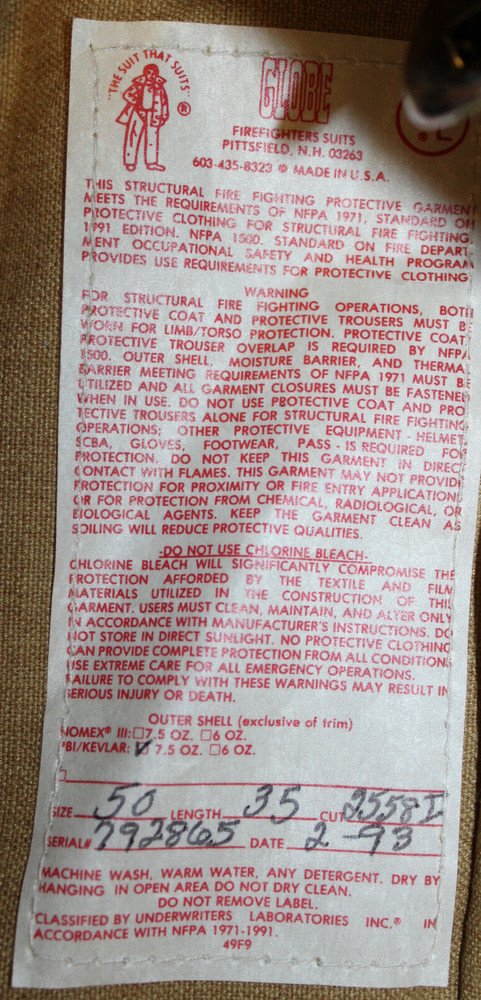 "THE SUIT THAT SUITS" ®
GLOBE
FIREFIGHTERS SUITS
PITTSFIELD, N.H. 03263
603-435-8323 MADE IN U.S.A.
THIS STRUCTURAL FIRE FIGHTING PROTECTIVE GARMEN
MEETS THE REQUIREMENTS OF NFPA 1971, STANDARD ON
PROTECTIVE CLOTHING FOR STRUCTURAL FIRE FIGHTING,
1991 EDITION. NFPA 1500. STANDARD ON FIRE DEPART-
MENT OCCUPATIONAL SAFETY AND HEALTH PROGRAM
PROVIDES USE REQUIREMENTS FOR PROTECTIVE CLOTHING
WARNING
FOR STRUCTURAL FIRE FIGHTING OPERATIONS, BOTH
PROTECTIVE COAT AND PROTECTIVE TROUSERS MUST BE
WORN FOR LIMB/TORSO PROTECTION. PROTECTIVE COAT/
PROTECTIVE TROUSER OVERLAP IS REQUIRED BY NFPA
1500. OUTER SHELL, MOISTURE BARRIER, AND THERMA
BARRIER MEETING REQUIREMENTS OF NFPA 1971 MUST BE
UTILIZED AND ALL GARMENT CLOSURES MUST BE FASTENED
WHEN IN USE. DO NOT USE PROTECTIVE COAT AND PRO-
TECTIVE TROUSERS ALONE FOR STRUCTURAL FIRE FIGHTING
OPERATIONS; OTHER PROTECTIVE EQUIPMENT - HELMET,
SCBA, GLOVES, FOOTWEAR, PASS - IS REQUIRED FOR
PROTECTION. DO NOT KEEP THIS GARMENT IN DIREC
CONTACT WITH FLAMES. THIS GARMENT MAY NOT PROVIDE
PROTECTION FOR PROXIMITY OR FIRE ENTRY APPLICATIONS
OR FOR PROTECTION FROM CHEMICAL, RADIOLOGICAL, OR
BIOLOGICAL AGENTS. KEEP THE GARMENT CLEAN AS
SOILING WILL REDUCE PROTECTIVE QUALITIES.
-DO NOT USE CHLORINE BLEACH-
CHLORINE BLEACH WILL SIGNIFICANTLY COMPROMISE THE
PROTECTION AFFORDED BY THE TEXTILE AND FILM
MATERIALS UTILIZED IN THE CONSTRUCTION OF THIS
GARMENT. USERS MUST CLEAN, MAINTAIN, AND ALTER ONLY
IN ACCORDANCE WITH MANUFACTURER'S INSTRUCTIONS. DO
NOT STORE IN DIRECT SUNLIGHT. NO PROTECTIVE CLOTHING
CAN PROVIDE COMPLETE PROTECTION FROM ALL CONDITIONS
USE EXTREME CARE FOR ALL EMERGENCY OPERATIONS.
FAILURE TO COMPLY WITH THESE WARNINGS MAY RESULT IN
SERIOUS INJURY OR DEATH.
OUTER SHELL (exclusive of trim)
NOMEX® III: ☐7.5 OZ. ☐6 OZ.
PBI/KEVLAR: ☑ 7.5 OZ. ☐6 OZ.
SIZE 50 LENGTH 35 CUT 2558I
SERIAL# 792865 DATE 2-93
MACHINE WASH, WARM WATER, ANY DETERGENT. DRY BY
HANGING IN OPEN AREA DO NOT DRY CLEAN.
DO NOT REMOVE LABEL.
CLASSIFIED BY UNDERWRITERS LABORATORIES INC.® IN
ACCORDANCE WITH NFPA 1971-1991.
49F9